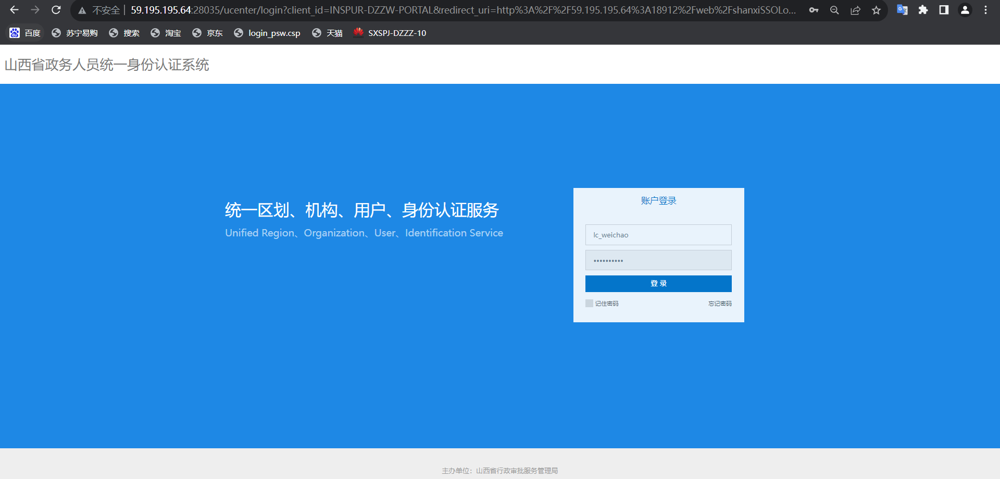 不安全 | 59.195.195.64:28035/ucenter/login?client_id=INSPUR-DZZW-PORTAL&redirect_uri=http%3A%2F%2F59.195.195.64%3A18912%2Fweb%2FshanxiSSOLo...
百度 苏宁易购 搜索 淘宝 京东 login_psw.csp 天猫 SXSPJ-DZZZ-10
山西省政务人员统一身份认证系统
统一区划、机构、用户、身份认证服务
Unified Region、Organization、User、Identification Service
账户登录
lc_weichao
••••••••••
登 录
记住密码 忘记密码
主办单位：山西省行政审批服务管理局